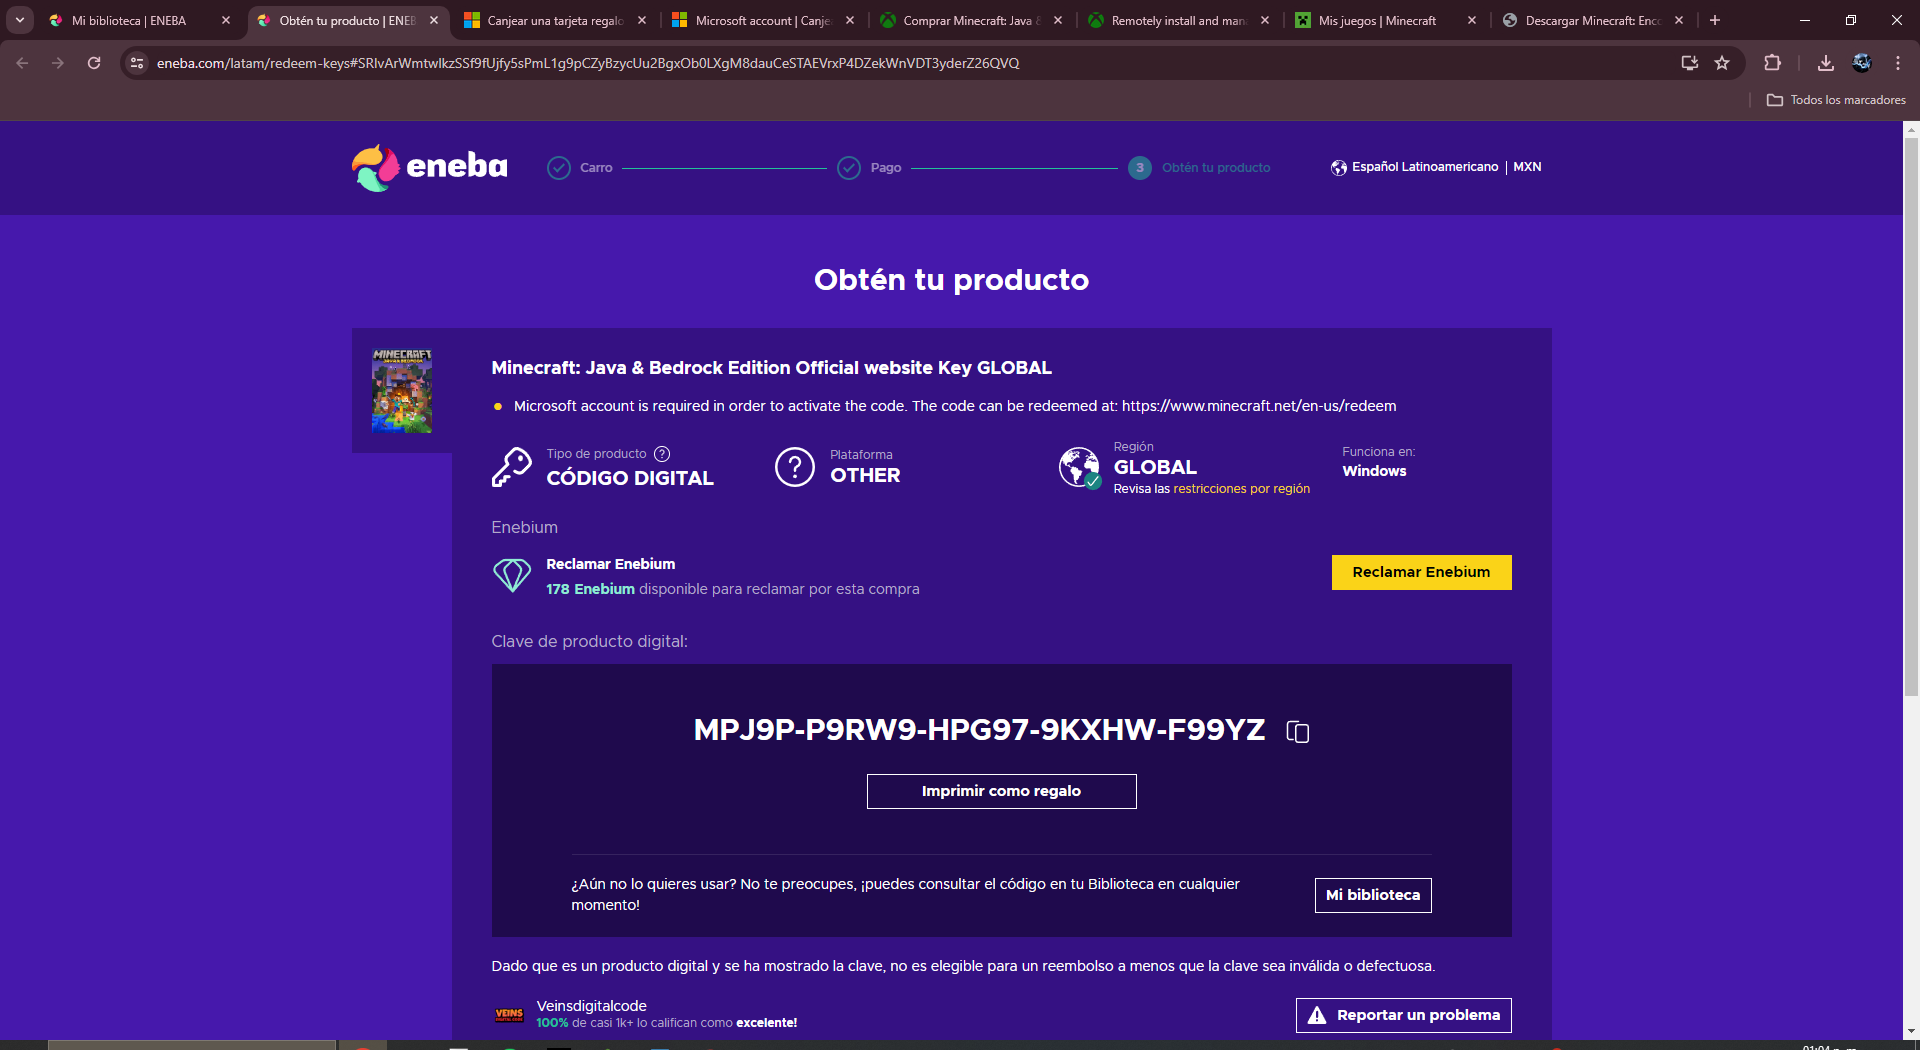 Mi biblioteca | ENEBA
Obtén tu producto | ENEB
Canjear una tarjeta regalo
Microsoft account | Canje
Comprar Minecraft: Java &
Remotely install and mana
Mis juegos | Minecraft
Descargar Minecraft: Enco
eneba.com/latam/redeem-keys#SRlvArWmtwlkzSSf9fUjfy5sPmL1g9pCZyBzycUu2BgxOb0LXgM8dauCeSTAEVrxP4DZekWnVDT3yderZ26QVQ
Todos los marcadores
eneba
Carro
Pago
3 Obtén tu producto
Español Latinoamericano | MXN
Obtén tu producto
MINECRAFT
Minecraft: Java & Bedrock Edition Official website Key GLOBAL
Microsoft account is required in order to activate the code. The code can be redeemed at: https://www.minecraft.net/en-us/redeem
Tipo de producto ?
CÓDIGO DIGITAL
Plataforma
OTHER
Región
GLOBAL
Revisa las restricciones por región
Funciona en:
Windows
Enebium
Reclamar Enebium
178 Enebium disponible para reclamar por esta compra
Reclamar Enebium
Clave de producto digital:
MPJ9P-P9RW9-HPG97-9KXHW-F99YZ
Imprimir como regalo
¿Aún no lo quieres usar? No te preocupes, ¡puedes consultar el código en tu Biblioteca en cualquier
momento!
Mi biblioteca
Dado que es un producto digital y se ha mostrado la clave, no es elegible para un reembolso a menos que la clave sea inválida o defectuosa.
VEINS
Veinsdigitalcode
100% de casi 1k+ lo califican como excelente!
Reportar un problema